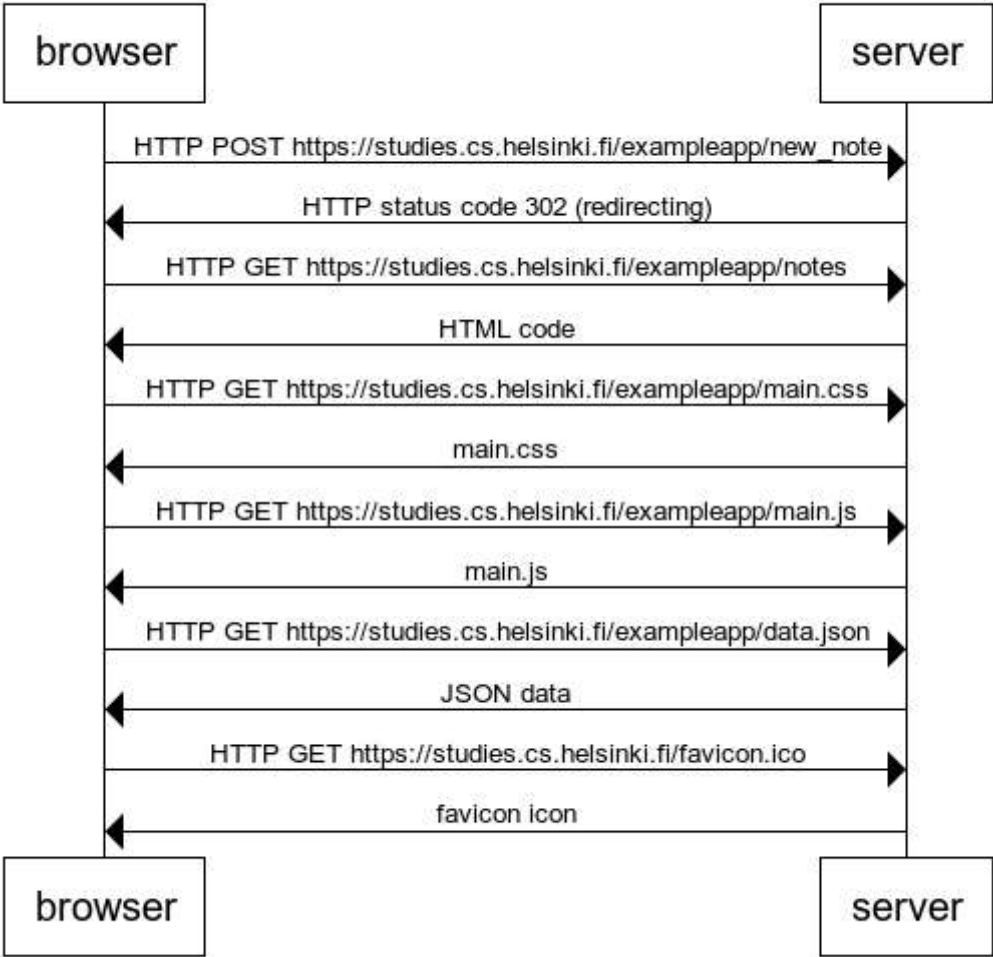 browser
server
HTTP POST https://studies.cs.helsinki.fi/exampleapp/new_note
HTTP status code 302 (redirecting)
HTTP GET https://studies.cs.helsinki.fi/exampleapp/notes
HTML code
HTTP GET https://studies.cs.helsinki.fi/exampleapp/main.css
main.css
HTTP GET https://studies.cs.helsinki.fi/exampleapp/main.js
main.js
HTTP GET https://studies.cs.helsinki.fi/exampleapp/data.json
JSON data
HTTP GET https://studies.cs.helsinki.fi/favicon.ico
favicon icon
browser
server